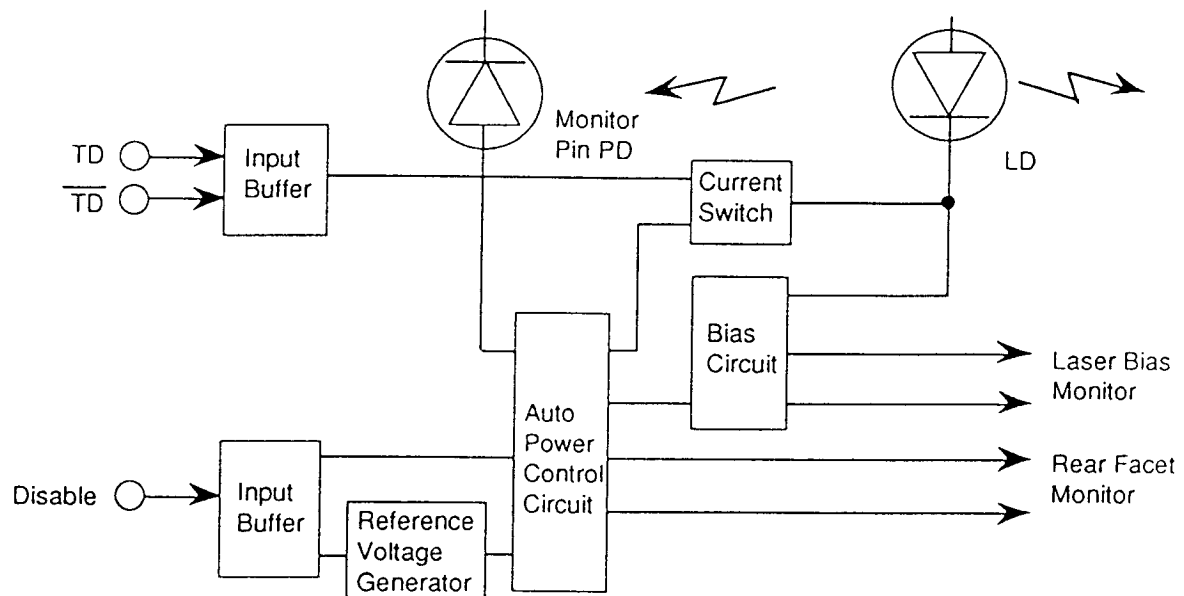 TD
TD
Input
Buffer
Monitor
Pin PD
LD
Current
Switch
Bias
Circuit
Laser Bias
Monitor
Auto
Power
Control
Circuit
Rear Facet
Monitor
Disable
Input
Buffer
Reference
Voltage
Generator